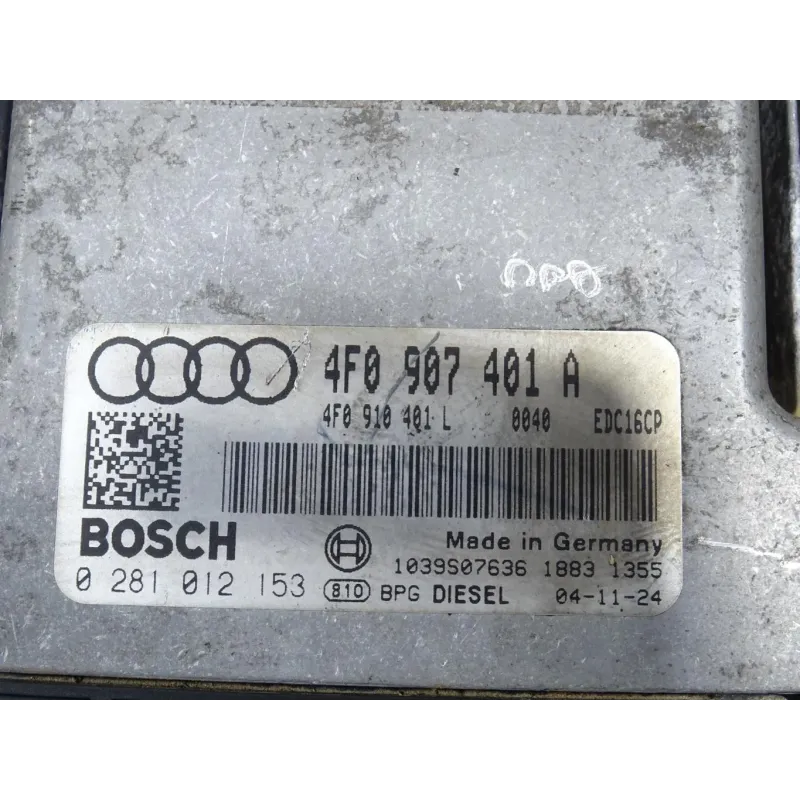 4F0 907 401 A
4F0 910 401 L 0040 EDC16CP
BOSCH
Made in Germany
1039S07636 1883 1355
0 281 012 153 810 BPG DIESEL 04-11-24